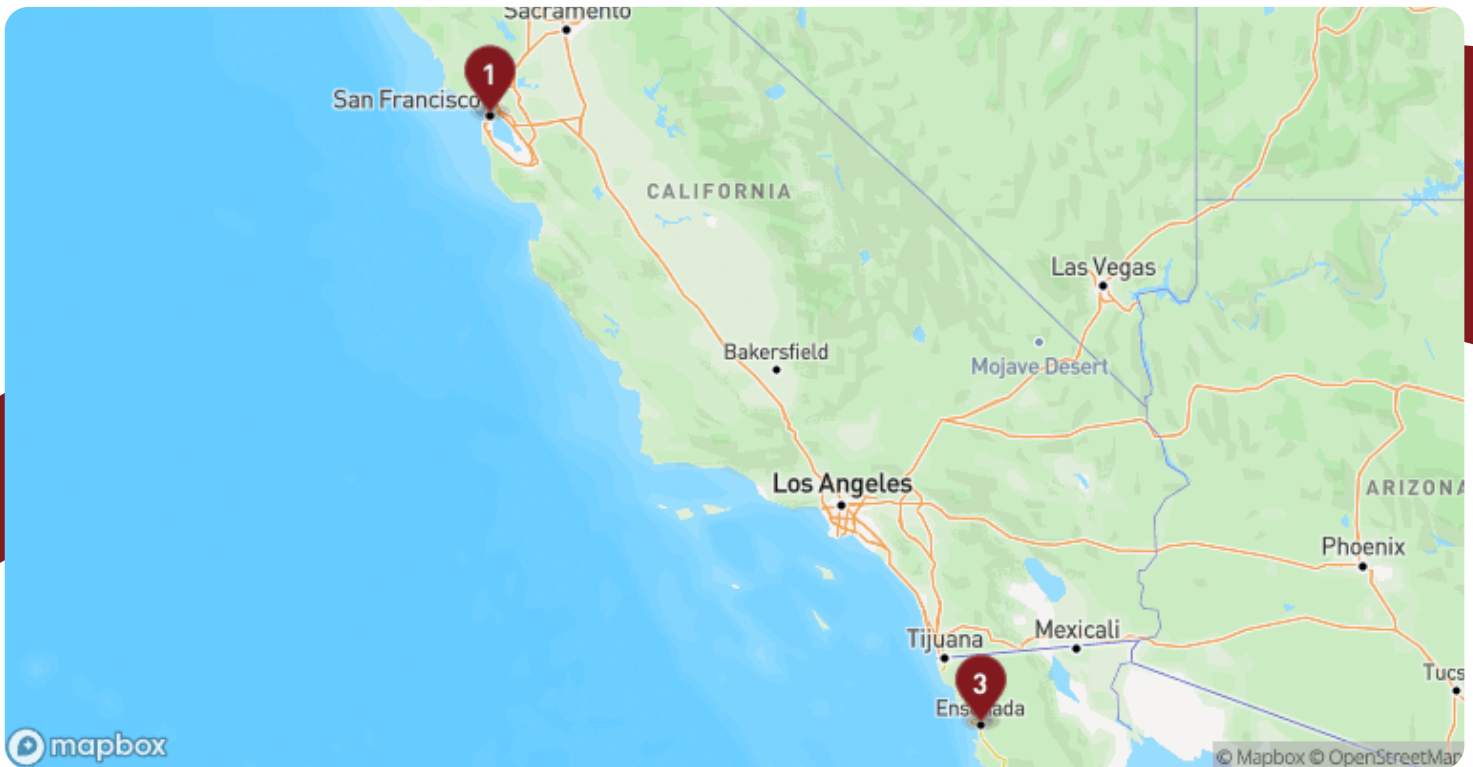 Sacramento
1
San Francisco
CALIFORNIA
Las Vegas
Bakersfield
Mojave Desert
Los Angeles
ARIZONA
Phoenix
Mexicali
Tijuana
Tucs
3
Ensenada
mapbox
© Mapbox © OpenStreetMap